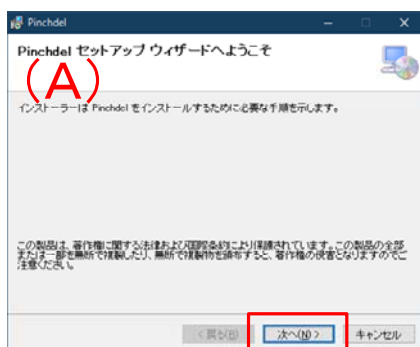 Pinchdel
Pinchdel セットアップ ウィザードへようこそ
(A)
インストーラーは Pinchdel をインストールするために必要な手順を示します。
この製品は、著作権に関する法律および国際条約により保護されています。この製品の全部
または一部を無断で複製したり、無断で複製物を頒布すると、著作権の侵害となりますのでご
注意ください。
< 戻る(B)
次へ(N) >
キャンセル